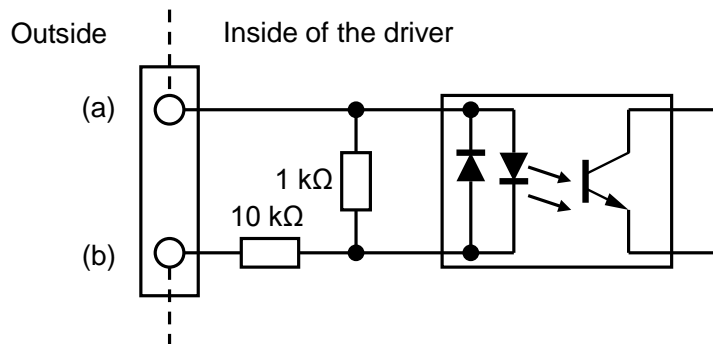 Outside
Inside of the driver
(a)
1 kΩ
10 kΩ
(b)